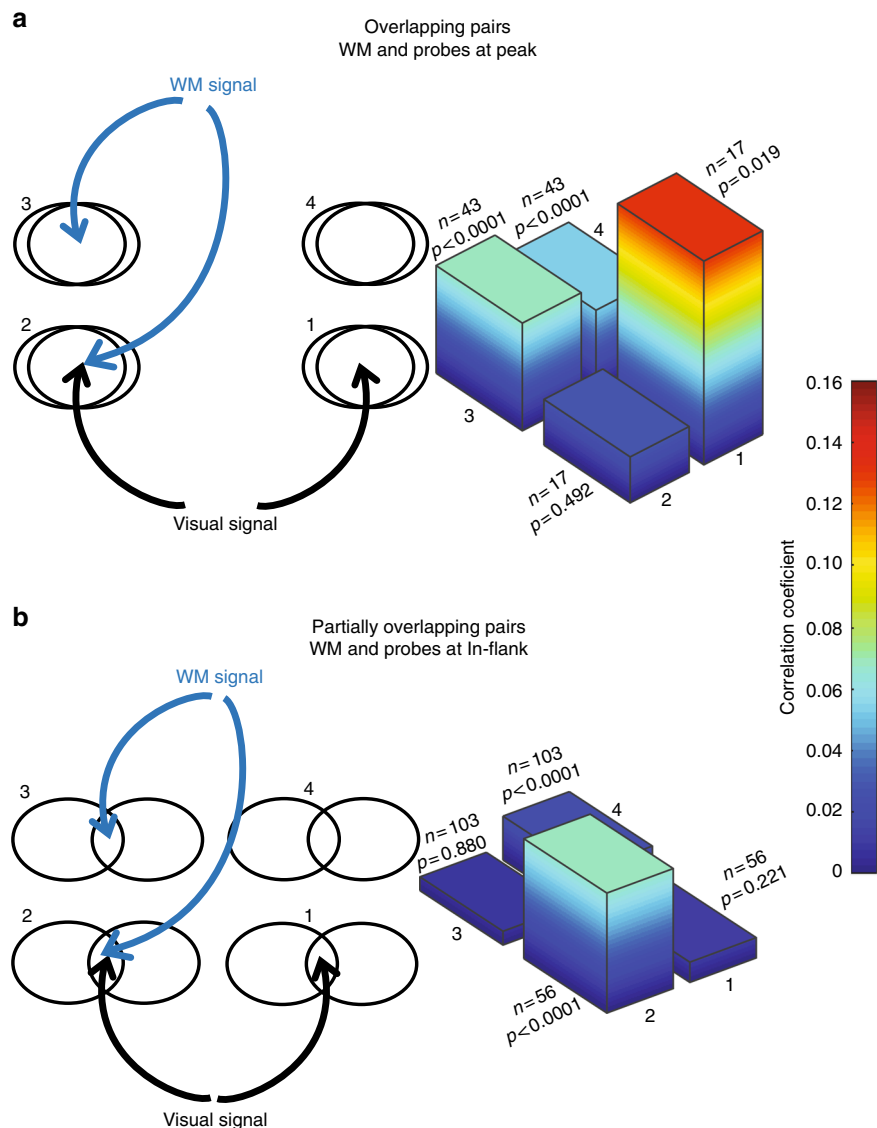 a
Overlapping pairs
WM and probes at peak
WM signal
3
4
2
1
Visual signal
n=43
p<0.0001
n=43
p<0.0001
4
n=17
p=0.019
3
n=17
p=0.492
2
1
0.16
0.14
0.12
0.10
0.08
0.06
0.04
0.02
0
Correlation coeficient
b
Partially overlapping pairs
WM and probes at In-flank
WM signal
3
4
2
1
Visual signal
n=103
p<0.0001
4
n=103
p=0.880
3
n=56
p=0.221
1
n=56
p<0.0001
2